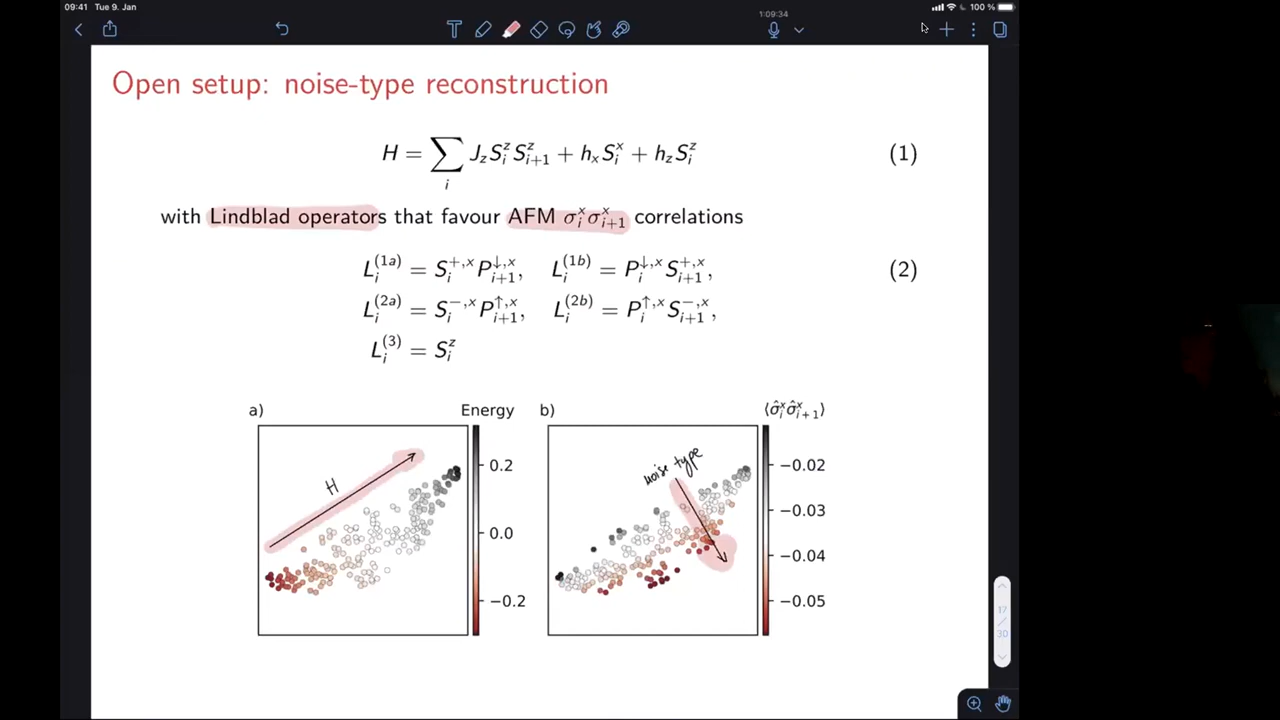 09:41 Tue 9. Jan
100 %
1:09:34
Open setup: noise-type reconstruction
H = ∑_i J_z S_i^z S_{i+1}^z + h_x S_i^x + h_z S_i^z (1)
with Lindblad operators that favour AFM σ_i^x σ_{i+1}^x correlations
L_i^{(1a)} = S_i^{+,x} P_{i+1}^{↓,x}, L_i^{(1b)} = P_i^{↓,x} S_{i+1}^{+,x}, (2)
L_i^{(2a)} = S_i^{−,x} P_{i+1}^{↑,x}, L_i^{(2b)} = P_i^{↑,x} S_{i+1}^{−,x},
L_i^{(3)} = S_i^z
a) Energy b) ⟨σ̂_i^x σ̂_{i+1}^x⟩
H
noise type
0.2
0.0
−0.2
−0.02
−0.03
−0.04
−0.05
17
/
30